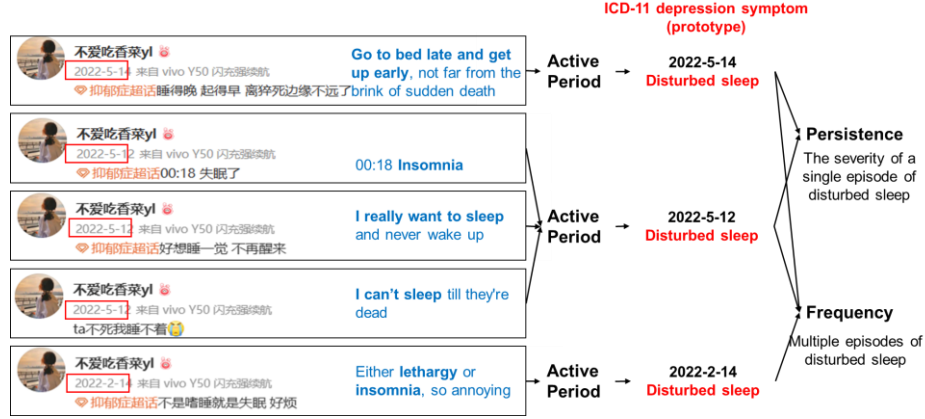 ICD-11 depression symptom
(prototype)
不爱吃香菜yl
2022-5-14 来自 vivo Y50 闪充强续航
抑郁症超话睡得晚 起得早 离猝死边缘不远了
Go to bed late and get
up early, not far from the
brink of sudden death
Active
Period
2022-5-14
Disturbed sleep
不爱吃香菜yl
2022-5-12 来自 vivo Y50 闪充强续航
抑郁症超话00:18 失眠了
00:18 Insomnia
Persistence
The severity of a
single episode of
disturbed sleep
不爱吃香菜yl
2022-5-12 来自 vivo Y50 闪充强续航
抑郁症超话好想睡一觉 不再醒来
I really want to sleep
and never wake up
Active
Period
2022-5-12
Disturbed sleep
不爱吃香菜yl
2022-5-12 来自 vivo Y50 闪充强续航
ta不死我睡不着
I can't sleep till they're
dead
Frequency
Multiple episodes of
disturbed sleep
不爱吃香菜yl
2022-2-14 来自 vivo Y50 闪充强续航
抑郁症超话不是嗜睡就是失眠 好烦
Either lethargy or
insomnia, so annoying
Active
Period
2022-2-14
Disturbed sleep